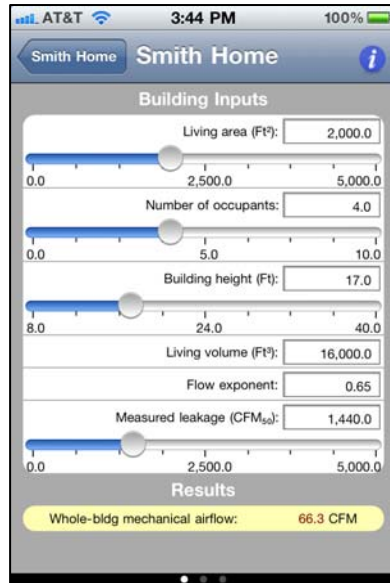 AT&T 3:44 PM 100%
Smith Home Smith Home i
Building Inputs
Living area (Ft²): 2,000.0
0.0 2,500.0 5,000.0
Number of occupants: 4.0
0.0 5.0 10.0
Building height (Ft): 17.0
8.0 24.0 40.0
Living volume (Ft³): 16,000.0
Flow exponent: 0.65
Measured leakage (CFM₅₀): 1,440.0
0.0 2,500.0 5,000.0
Results
Whole-bldg mechanical airflow: 66.3 CFM